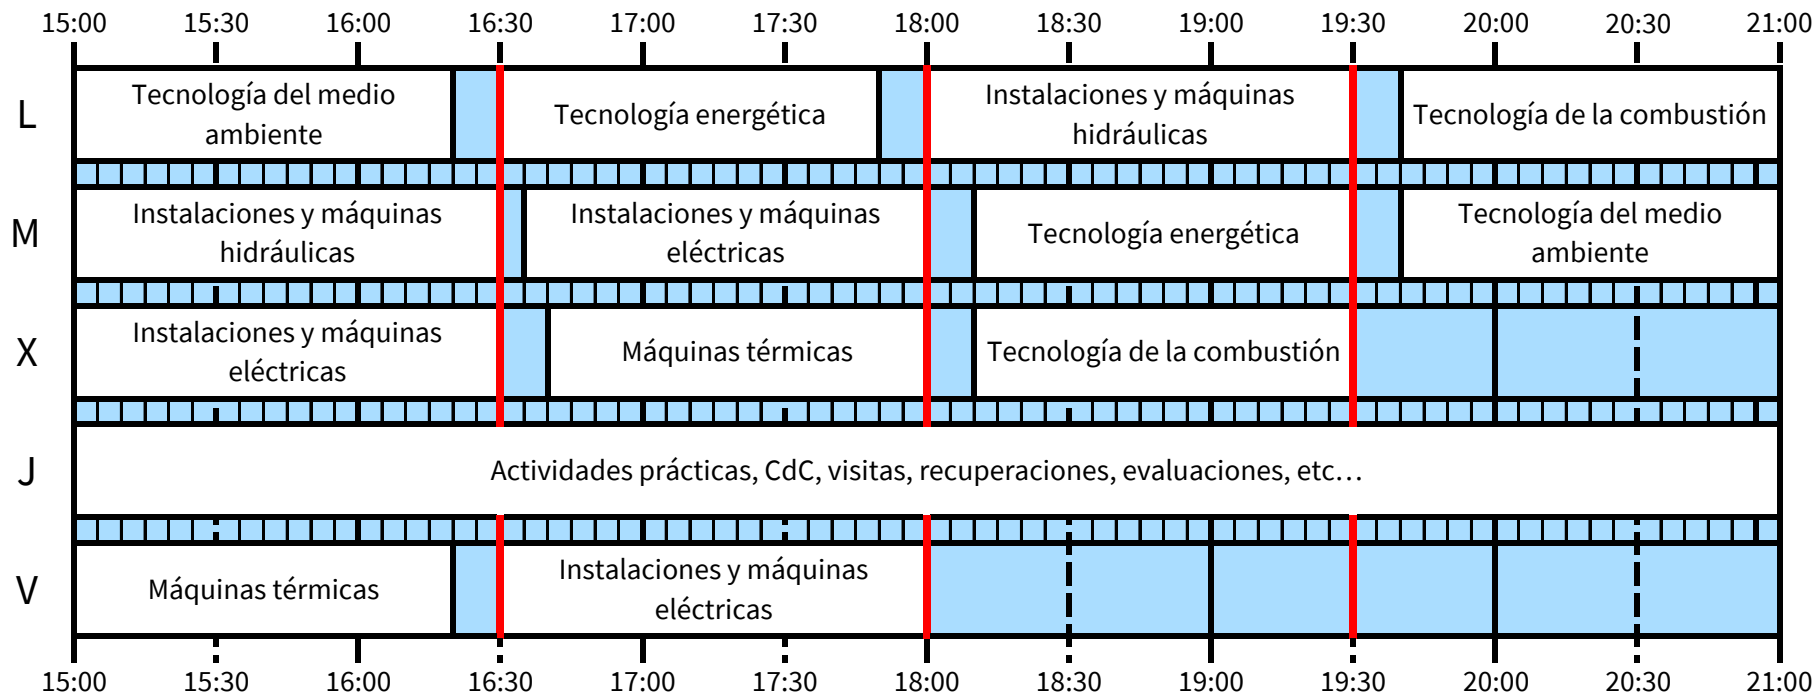 15:00 15:30 16:00 16:30 17:00 17:30 18:00 18:30 19:00 19:30 20:00 20:30 21:00
L
Tecnología del medio
ambiente
Tecnología energética
Instalaciones y máquinas
hidráulicas
Tecnología de la combustión
M
Instalaciones y máquinas
hidráulicas
Instalaciones y máquinas
eléctricas
Tecnología energética
Tecnología del medio
ambiente
X
Instalaciones y máquinas
eléctricas
Máquinas térmicas
Tecnología de la combustión
J
Actividades prácticas, CdC, visitas, recuperaciones, evaluaciones, etc…
V
Máquinas térmicas
Instalaciones y máquinas
eléctricas
15:00 15:30 16:00 16:30 17:00 17:30 18:00 18:30 19:00 19:30 20:00 20:30 21:00